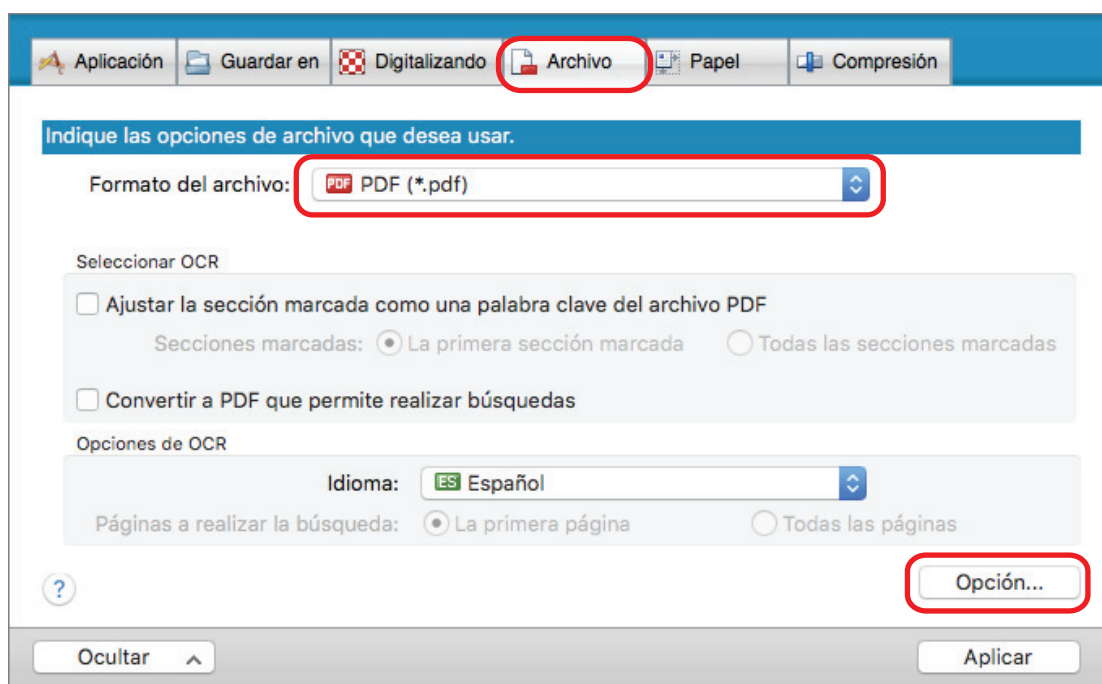 Aplicación Guardar en Digitalizando Archivo Papel Compresión
Indique las opciones de archivo que desea usar.
Formato del archivo: PDF PDF (*.pdf)
Seleccionar OCR
Ajustar la sección marcada como una palabra clave del archivo PDF
Secciones marcadas: La primera sección marcada Todas las secciones marcadas
Convertir a PDF que permite realizar búsquedas
Opciones de OCR
Idioma: ES Español
Páginas a realizar la búsqueda: La primera página Todas las páginas
? Opción...
Ocultar Aplicar